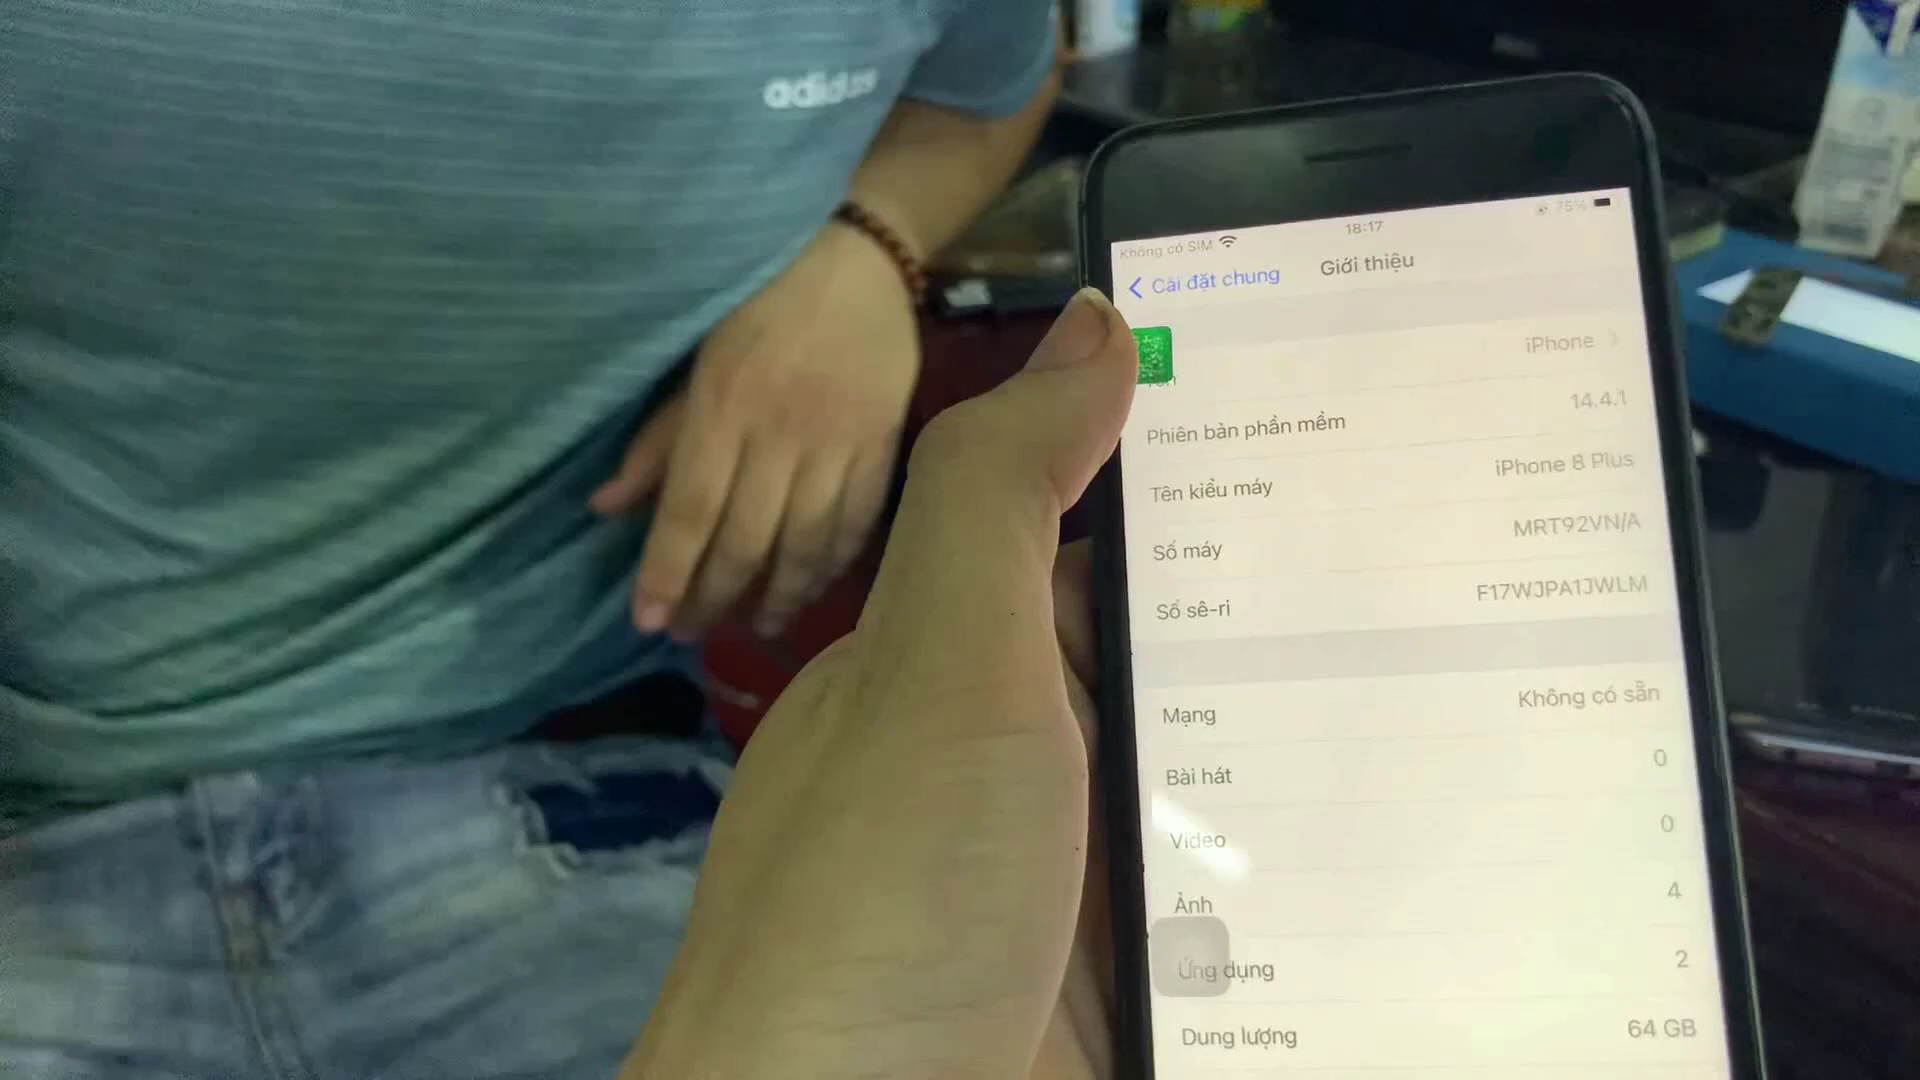 adidas
Không có SIM
18:17
75%
Cài đặt chung
Giới thiệu
iPhone
Phiên bản phần mềm
14.4.1
Tên kiểu máy
iPhone 8 Plus
Số máy
MRT92VN/A
Số sê-ri
F17WJPA1JWLM
Mạng
Không có sẵn
Bài hát
0
Video
0
Ảnh
4
Ứng dụng
2
Dung lượng
64 GB